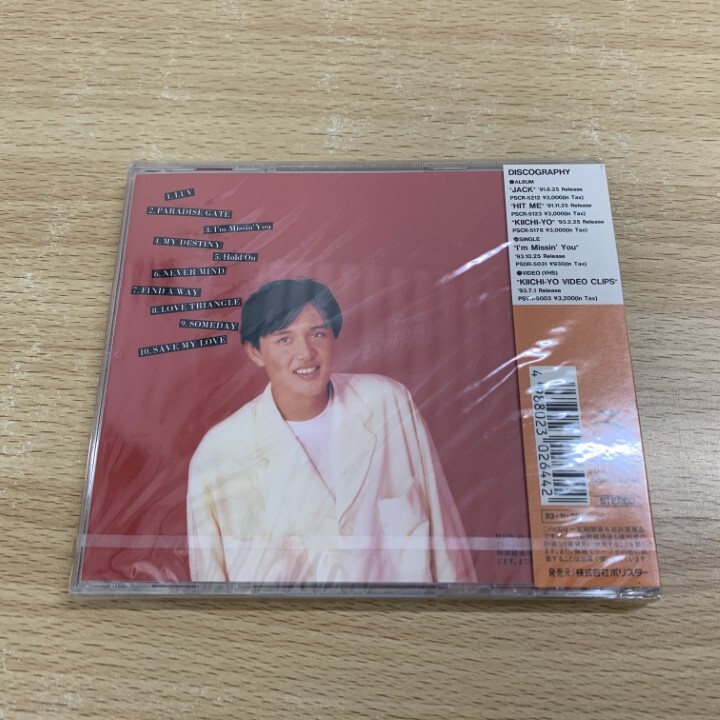 1. LUV
2. PARADISE GATE
3. I'm Missin' You
4. MY DESTINY
5. Hold On
6. NEVER MIND
7. FIND A WAY
8. LOVE TRIANGLE
9. SOMEDAY
10. SAVE MY LOVE
DISCOGRAPHY
●ALBUM
"JACK" '91.6.25 Release
PSCR-5212 ¥3,000(In Tax)
"HIT ME" '91.11.25 Release
PSCR-5123 ¥3,000(In Tax)
"KIICHI-YO" '93.2.25 Release
PSCR-5176 ¥3,000(In Tax)
●SINGLE
"I'm Missin' You"
'93.10.25 Release
PSDR-5031 ¥930(In Tax)
●VIDEO (VHS)
"KIICHI-YO VIDEO CLIPS"
'93.7.1 Release
5003 ¥3,200(In Tax)
4 988023 026442
STEREO
発売元/株式会社ポリスター